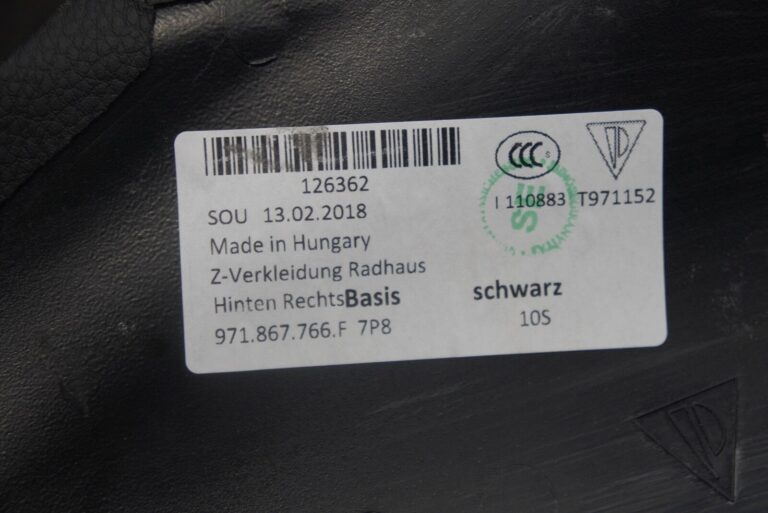 126362
SOU 13.02.2018
Made in Hungary
Z-Verkleidung Radhaus
Hinten RechtsBasis
971.867.766.F 7P8
CCC S
I 110883 T971152
SE
schwarz
10S